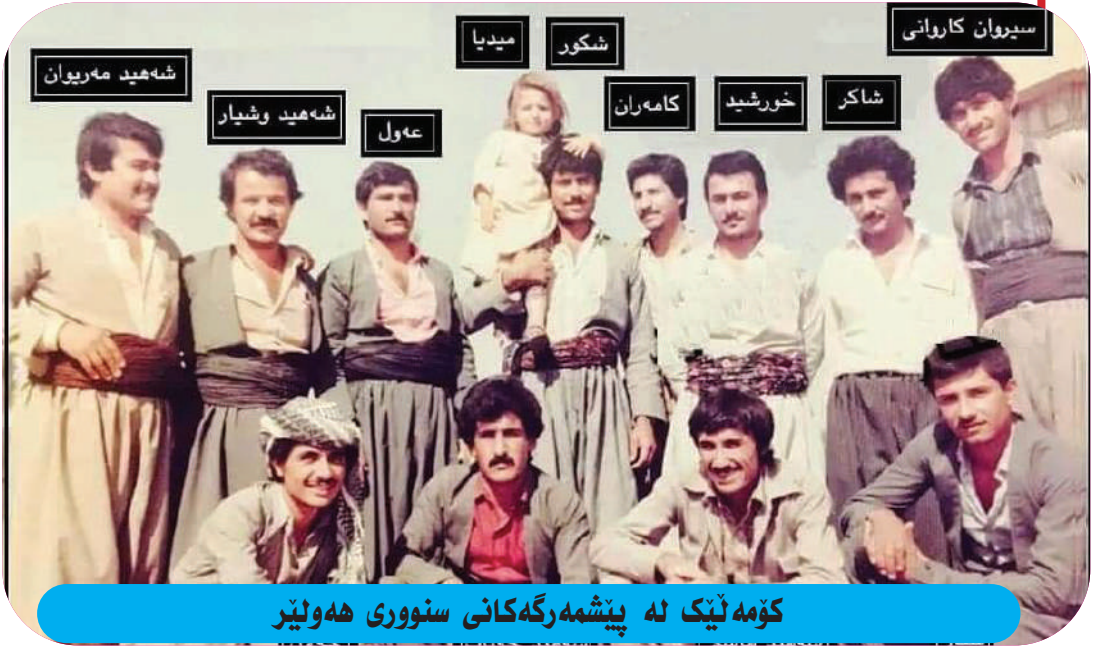 سیروان کاروانی
شاکر
خورشید
کامەران
شکور
میدیا
عەول
شەهید وشیار
شەهید مەریوان
کۆمەڵێک لە پێشمەرگەکانی سنووری هەولێر